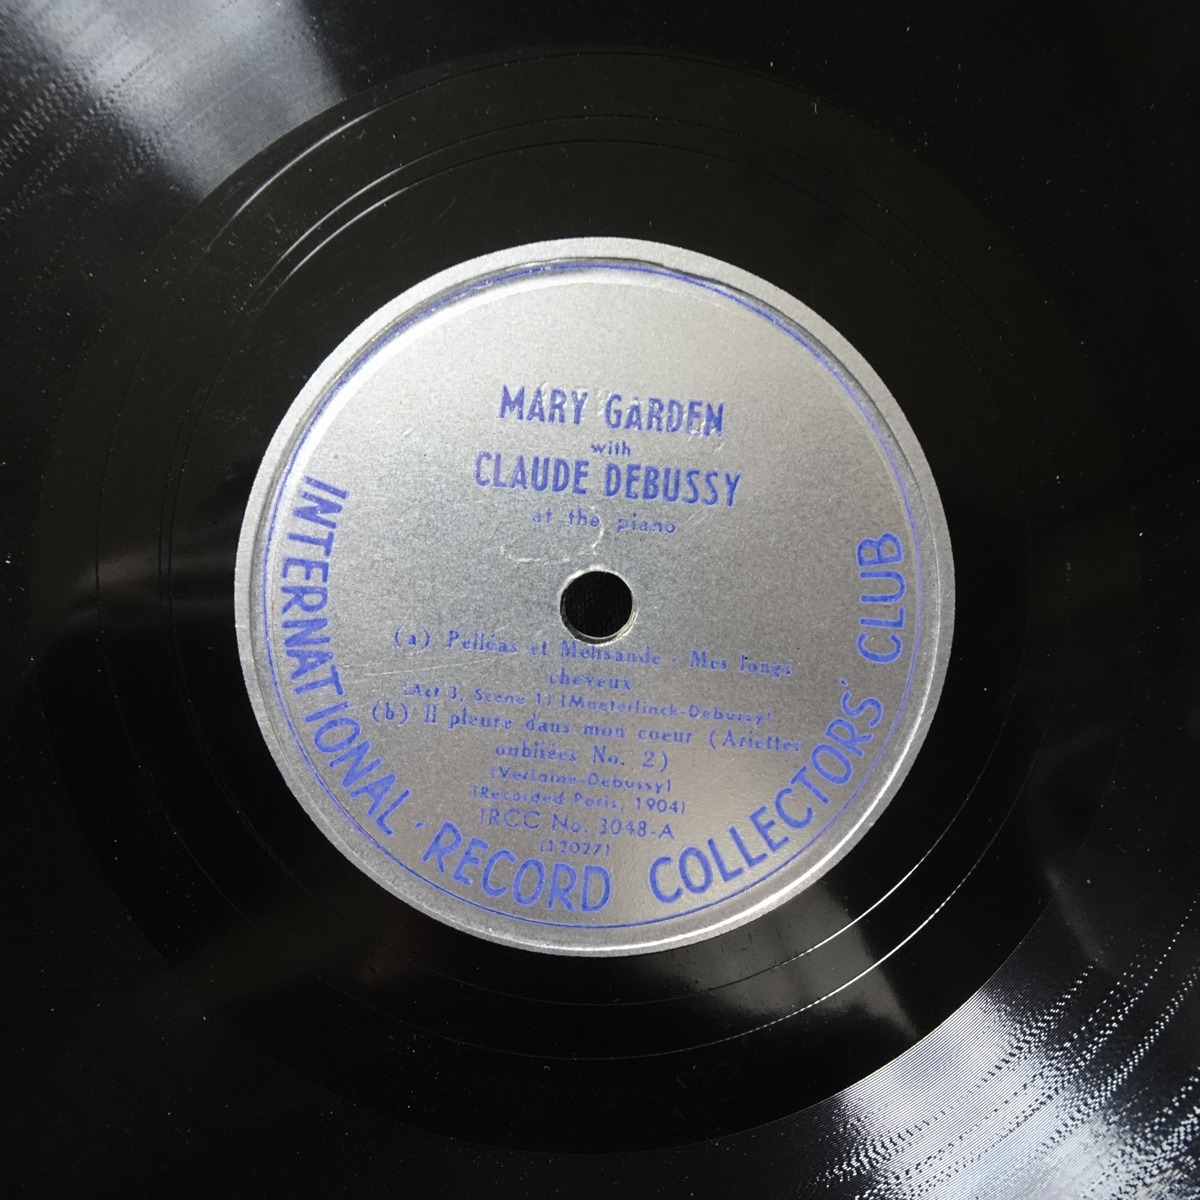 MARY GARDEN
with
CLAUDE DEBUSSY
at the piano
(a) Pelléas et Mélisande - Mes longs
cheveux
(Act 3, Scene 1) (Maeterlinck-Debussy)
(b) Il pleure dans mon coeur (Ariettes
oubliées No. 2)
(Verlaine-Debussy)
(Recorded Paris, 1904)
IRCC No. 3048-A
(12027)
INTERNATIONAL · RECORD COLLECTORS' CLUB